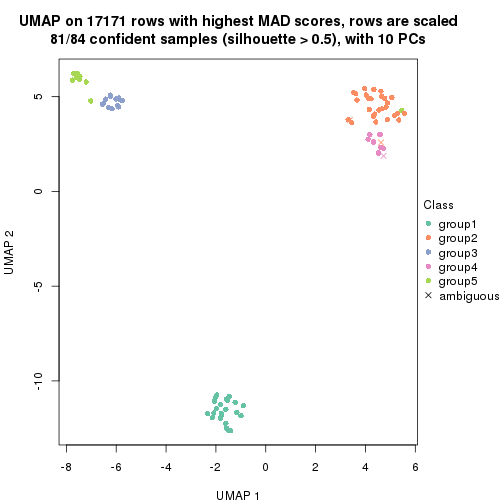 UMAP on 17171 rows with highest MAD scores, rows are scaled
81/84 confident samples (silhouette > 0.5), with 10 PCs
5
0
-5
-10
UMAP 2
-8 -6 -4 -2 0 2 4 6
UMAP 1
Class
group1
group2
group3
group4
group5
ambiguous